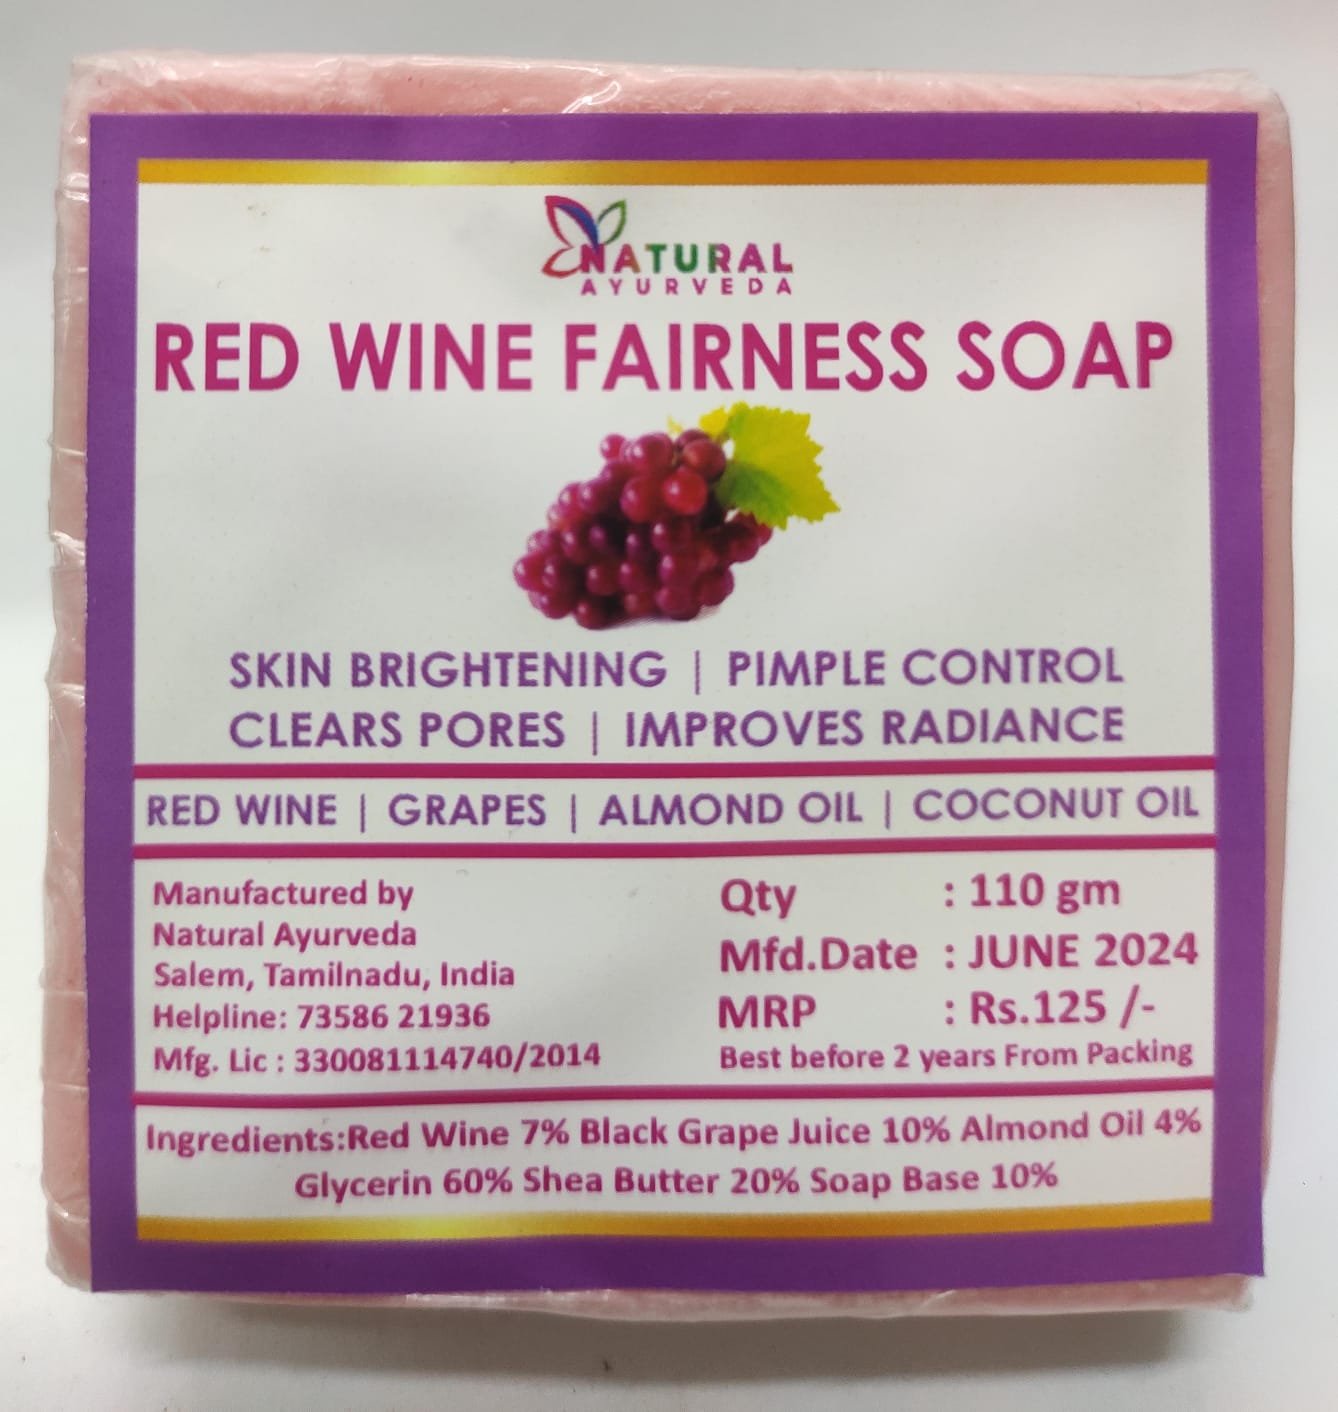 NATURAL
AYURVEDA
RED WINE FAIRNESS SOAP
SKIN BRIGHTENING | PIMPLE CONTROL
CLEARS PORES | IMPROVES RADIANCE
RED WINE | GRAPES | ALMOND OIL | COCONUT OIL
Manufactured by
Natural Ayurveda
Salem, Tamilnadu, India
Helpline: 73586 21936
Mfg. Lic : 330081114740/2014
Qty : 110 gm
Mfd.Date : JUNE 2024
MRP : Rs.125 /-
Best before 2 years From Packing
Ingredients:Red Wine 7% Black Grape Juice 10% Almond Oil 4%
Glycerin 60% Shea Butter 20% Soap Base 10%